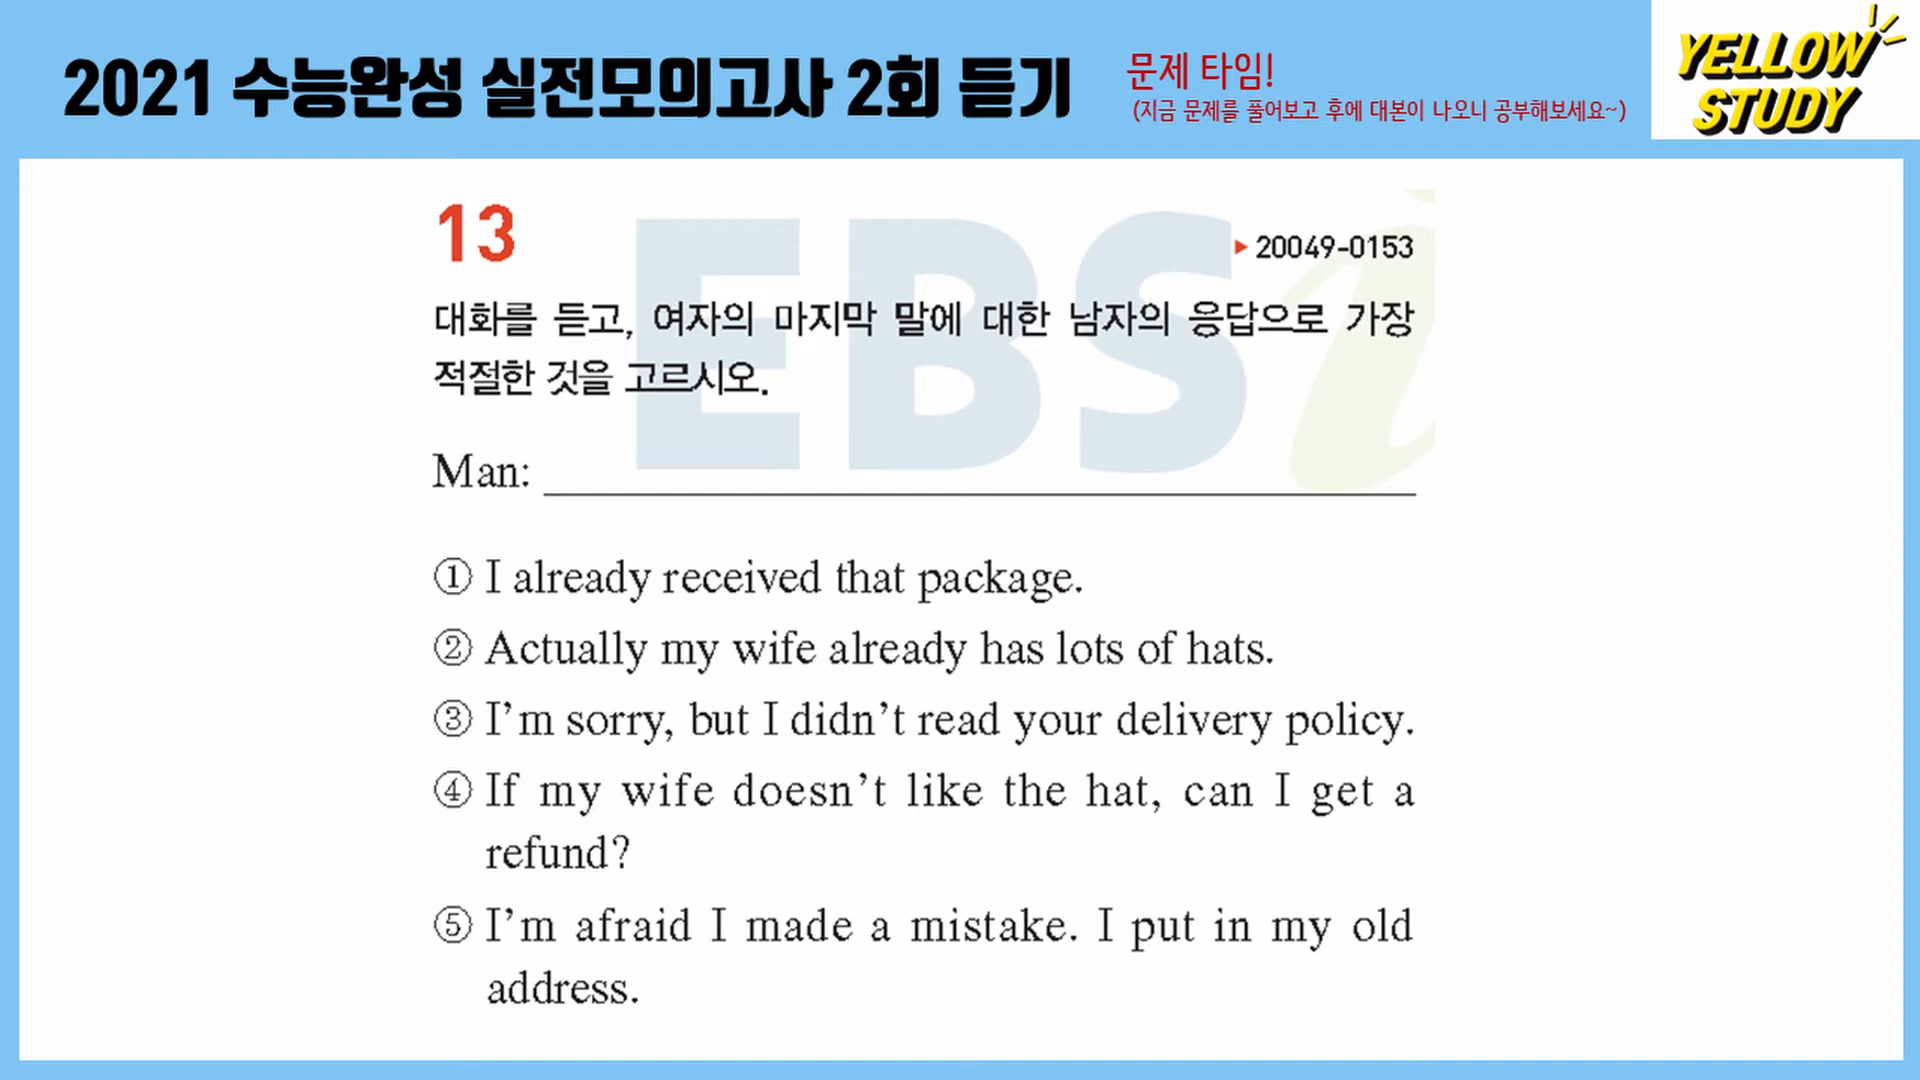 2021 수능완성 실전모의고사 2회 듣기
문제 타임!
(지금 문제를 풀어보고 후에 대본이 나오니 공부해보세요~)
YELLOW
STUDY
EBSi
13
▶ 20049-0153
대화를 듣고, 여자의 마지막 말에 대한 남자의 응답으로 가장
적절한 것을 고르시오.
Man: ____________________
① I already received that package.
② Actually my wife already has lots of hats.
③ I'm sorry, but I didn't read your delivery policy.
④ If my wife doesn't like the hat, can I get a
refund?
⑤ I'm afraid I made a mistake. I put in my old
address.